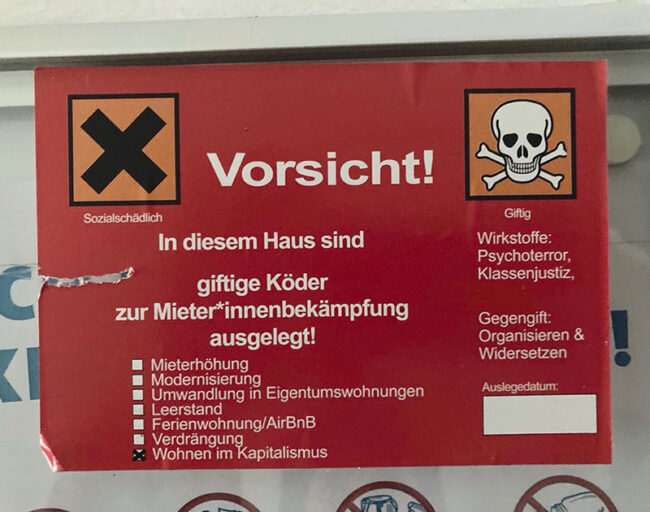 Vorsicht!
Sozialschädlich
Giftig
In diesem Haus sind
giftige Köder
zur Mieter*innenbekämpfung
ausgelegt!
Mieterhöhung
Modernisierung
Umwandlung in Eigentumswohnungen
Leerstand
Ferienwohnung/AirBnB
Verdrängung
Wohnen im Kapitalismus
Wirkstoffe:
Psychoterror,
Klassenjustiz,
Gegengift:
Organisieren &
Widersetzen
Auslegedatum: